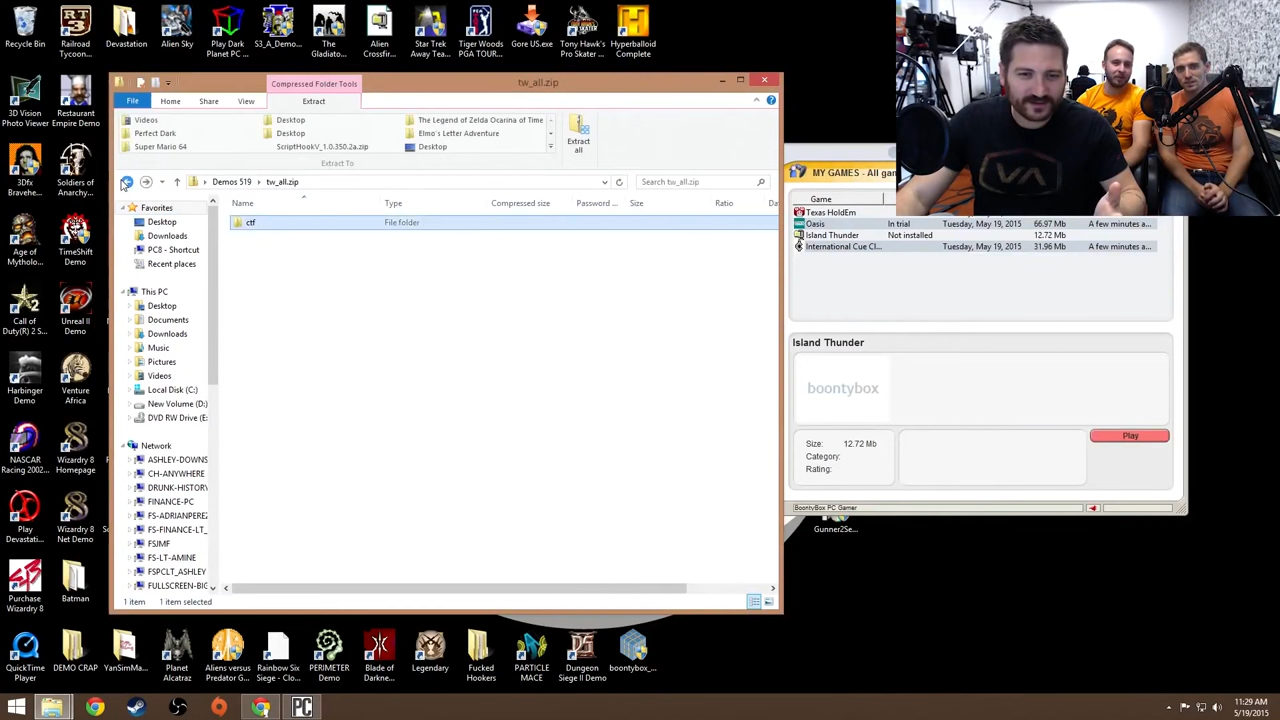 Recycle Bin
Railroad Tycoon...
Devastation
Alien Sky
Play Dark Planet PC ...
S3_A_Demo...
The Gladiato...
Alien Crossfir...
Star Trek Away Tea...
Tiger Woods PGA TOUR...
Gore US.exe
Tony Hawk's Pro Skater ...
Hyperballoid Complete
3D Vision Photo Viewer
Restaurant Empire Demo
3Dfx Breakable
Soldiers of Anarchy...
Age of Mytholo...
TimeShift Demo
Call of Duty(R) 2 S...
Unreal II Demo
Harbinger Demo
Venture Africa
NASCAR Racing 2002...
Wizardry 8 Homepage
Play Devastati...
Wizardry 8 Net Demo
Purchase Wizardry 8
Batman
QuickTime Player
DEMO CRAP
YanSimMa...
Planet Alcatraz
Aliens versus Predator G...
Rainbow Six Siege - Clo...
PERIMETER Demo
Blade of Darkne...
Legendary
Fucked Hookers
PARTICLE MACE
Dungeon Siege II Demo
boontybox_...
Gunner2Se...
Compressed Folder Tools
tw_all.zip
File
Home
Share
View
Extract
Videos
Desktop
The Legend of Zelda Ocarina of Time
Perfect Dark
Desktop
Elmo's Letter Adventure
Super Mario 64
ScriptHookV_1.0.350.2a.zip
Desktop
Extract all
Extract To
Demos 519
tw_all.zip
Search tw_all.zip
Name
Type
Compressed size
Password ...
Size
Ratio
Da
ctf
File folder
Favorites
Desktop
Downloads
PC8 - Shortcut
Recent places
This PC
Desktop
Documents
Downloads
Music
Pictures
Videos
Local Disk (C:)
New Volume (D:)
DVD RW Drive (E:
Network
ASHLEY-DOWNS
CH-ANYWHERE
DRUNK-HISTORY
FINANCE-PC
FS-ADRIANPEREZ
FS-FINANCE-LT_
FSJMF
FS-LT-AMINE
FSPCLT_ASHLEY
FULLSCREEN-BIG
1 item
1 item selected
MY GAMES - All gam
Game
Texas HoldEm
Oasis In trial Tuesday, May 19, 2015 66.97 Mb A few minutes a...
Island Thunder Not installed 12.72 Mb
International Cue Cl... Tuesday, May 19, 2015 31.96 Mb A few minutes a...
Island Thunder
boontybox
Size: 12.72 Mb
Category:
Rating:
Play
BoontyBox PC Gamer
PC
11:29 AM
5/19/2015